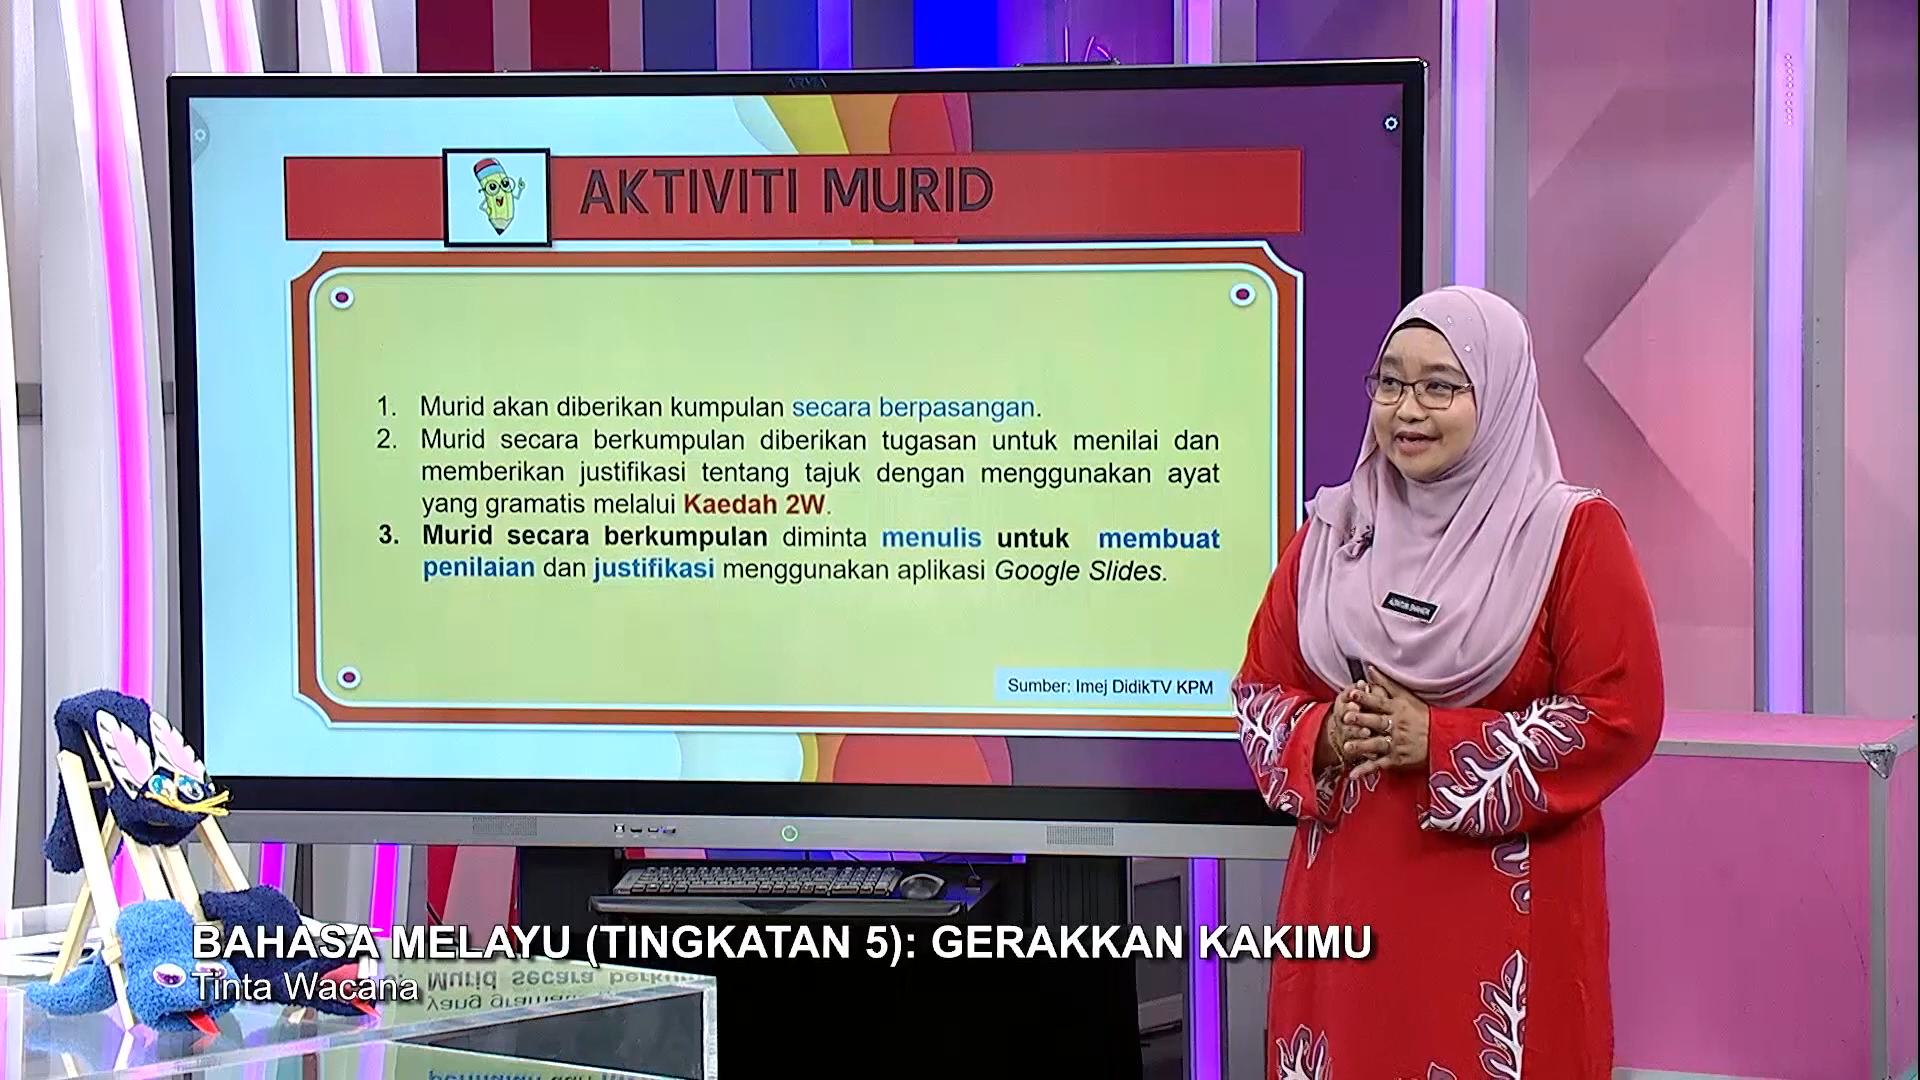 AKTIVITI MURID
1. Murid akan diberikan kumpulan secara berpasangan.
2. Murid secara berkumpulan diberikan tugasan untuk menilai dan
memberikan justifikasi tentang tajuk dengan menggunakan ayat
yang gramatis melalui Kaedah 2W.
3. Murid secara berkumpulan diminta menulis untuk membuat
penilaian dan justifikasi menggunakan aplikasi Google Slides.
Sumber: Imej DidikTV KPM
BAHASA MELAYU (TINGKATAN 5): GERAKKAN KAKIMU
Tinta Wacana